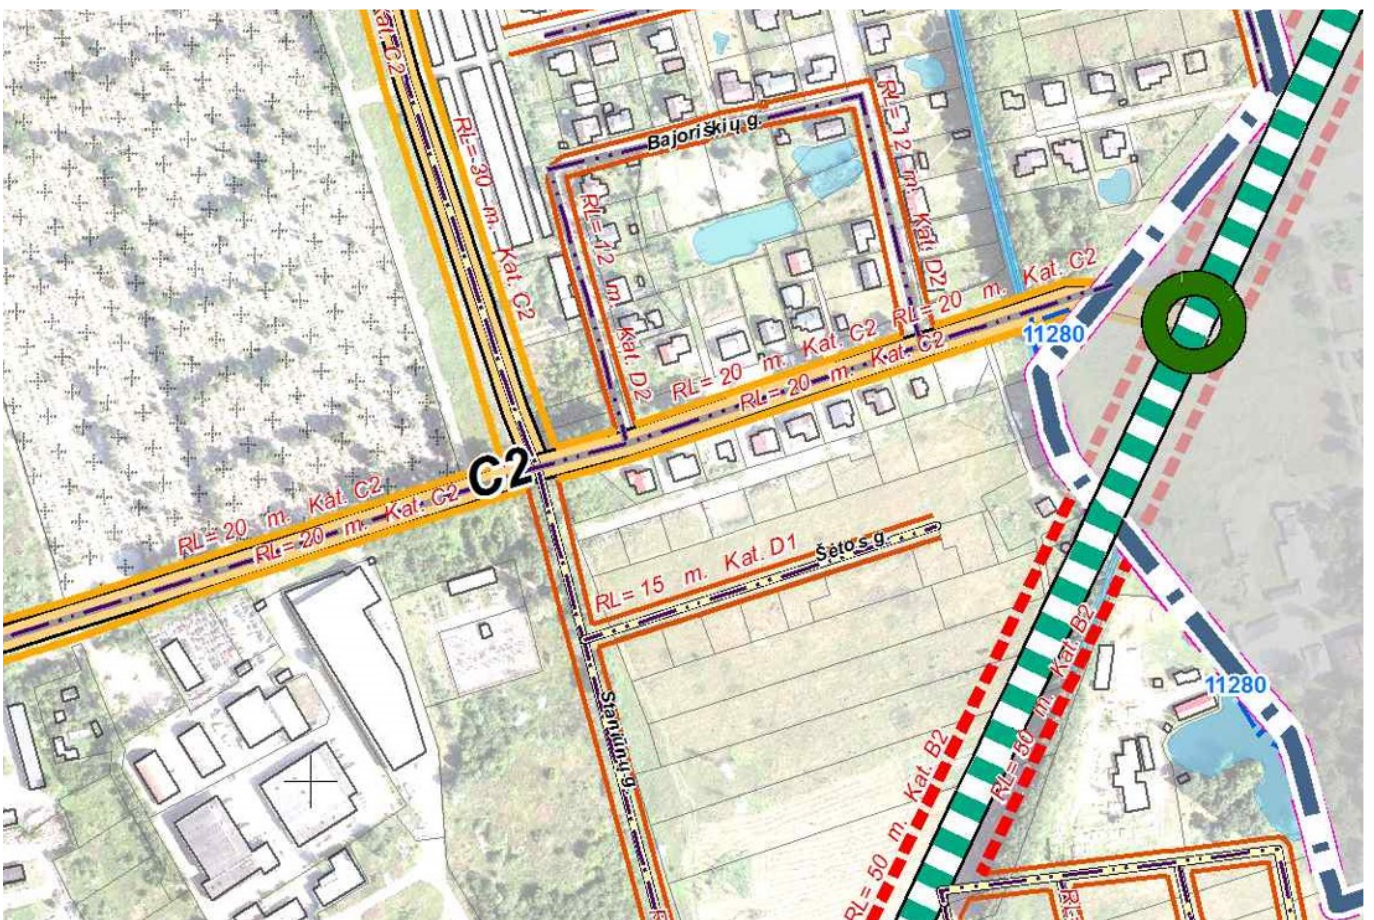 Kat. C2
RL= 30 m. Kat. C2
Bajoriškių g.
RL= 12 m. Kat. D2
RL= 12 m. Kat. D2
RL= 20 m. Kat. C2
RL= 20 m. Kat. C2
RL= 20 m. Kat. C2
11280
C2
RL= 20 m. Kat. C2
RL= 20 m. Kat. C2
RL= 15 m. Kat. D1
Šėtos g.
Staniūnų g.
RL= 50 m. Kat. B2
RL= 50 m. Kat. B2
11280
RL=